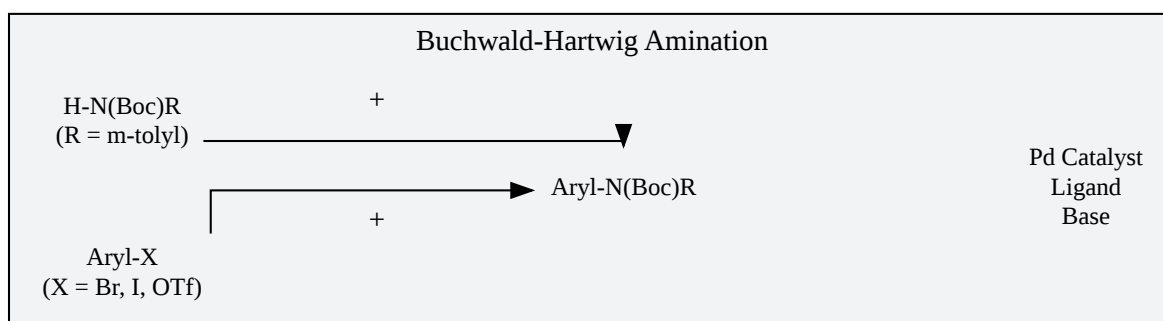 Buchwald-Hartwig Amination
H-N(Boc)R
(R = m-tolyl)
+
Aryl-N(Boc)R
+
Aryl-X
(X = Br, I, OTf)
Pd Catalyst
Ligand
Base